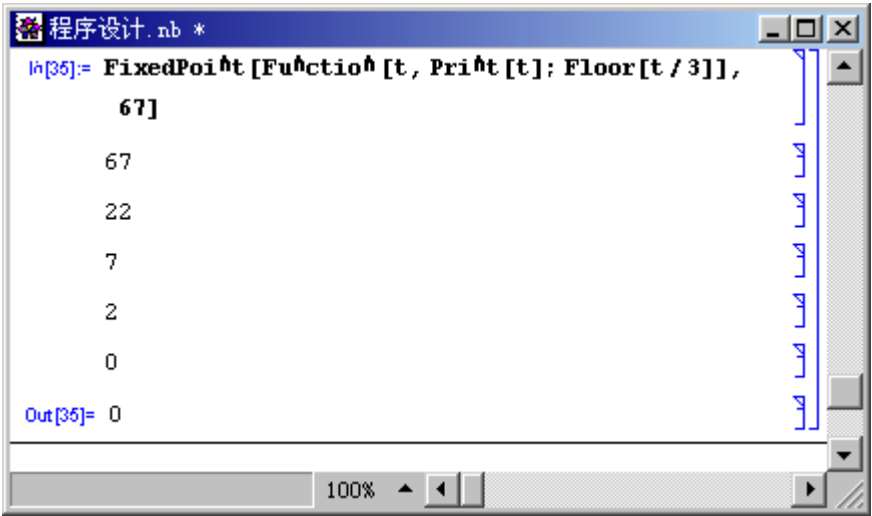 程序设计.nb *
In[35]:= FixedPoint[Function[t, Print[t]; Floor[t/3]],
67]
67
22
7
2
0
Out[35]= 0
100%